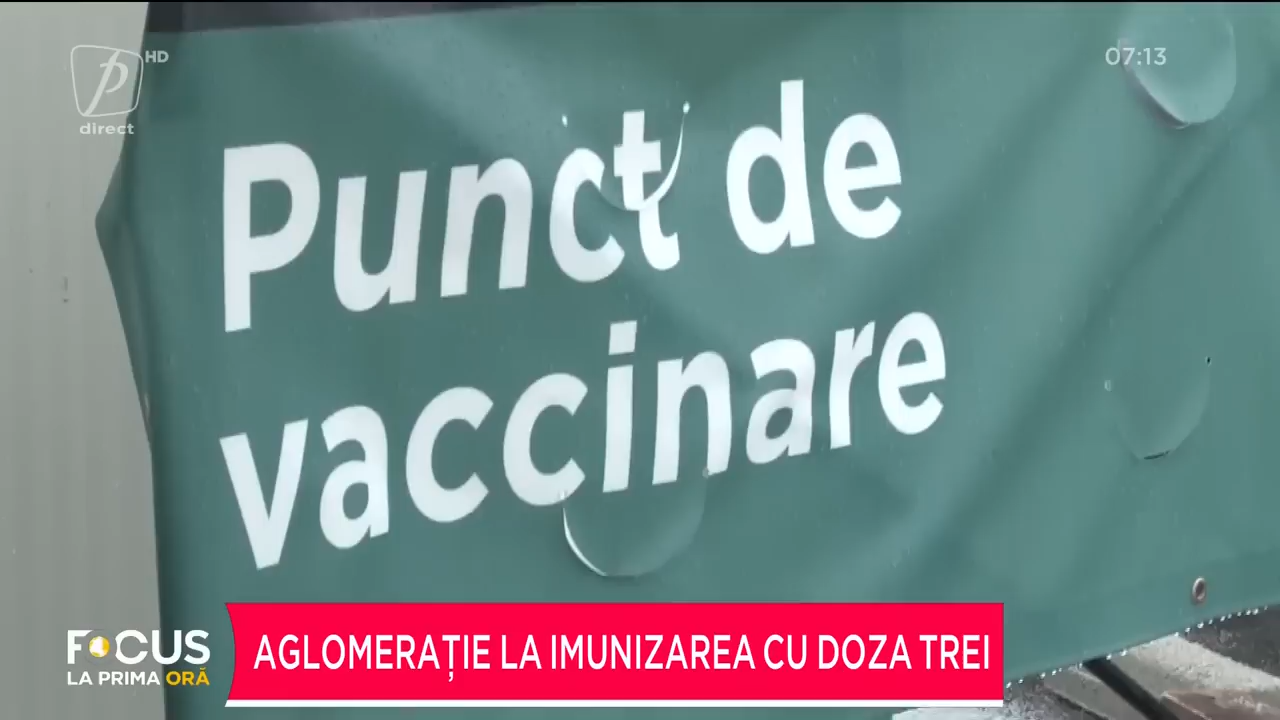 p HD
direct
07:13
Punct de
vaccinare
FOCUS
LA PRIMA ORĂ
AGLOMERAȚIE LA IMUNIZAREA CU DOZA TREI